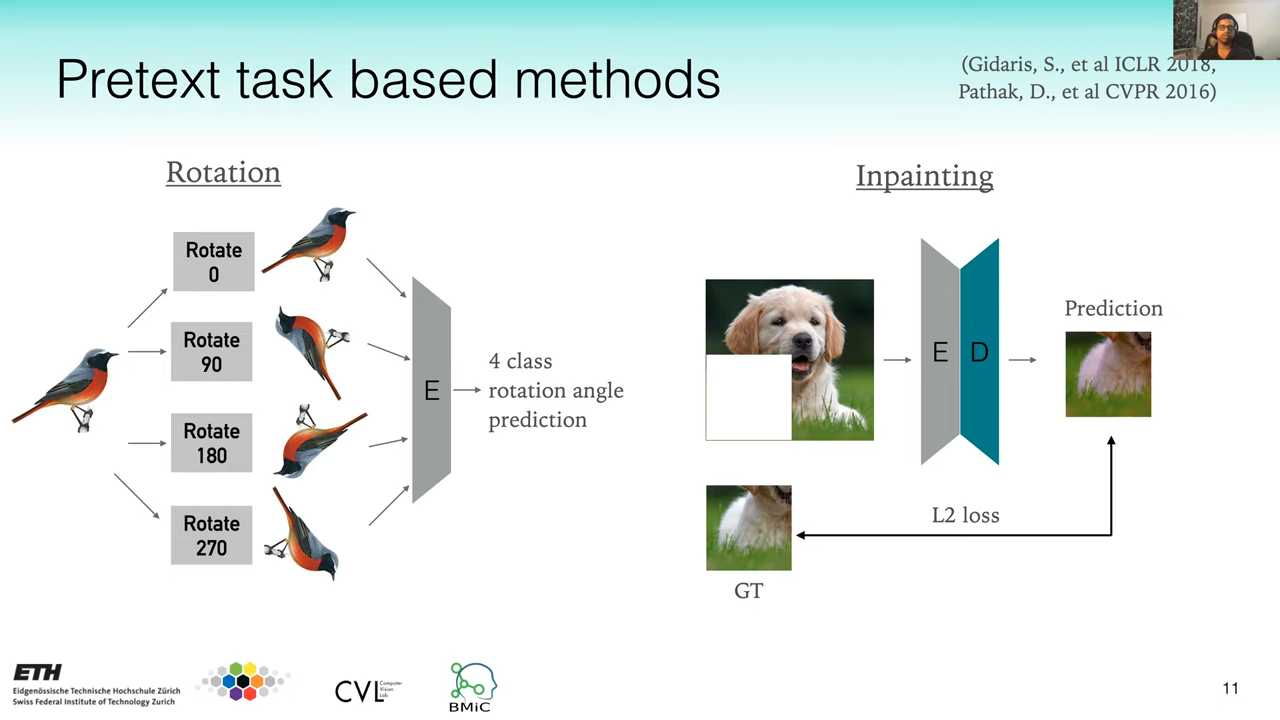 Pretext task based methods
(Gidaris, S., et al ICLR 2018,
Pathak, D., et al CVPR 2016)
Rotation
Rotate
0
Rotate
90
Rotate
180
Rotate
270
E
4 class
rotation angle
prediction
Inpainting
E D
Prediction
L2 loss
GT
ETH
Eidgenössische Technische Hochschule Zürich
Swiss Federal Institute of Technology Zurich
CVL
Computer
Vision
Lab
BMiC
11